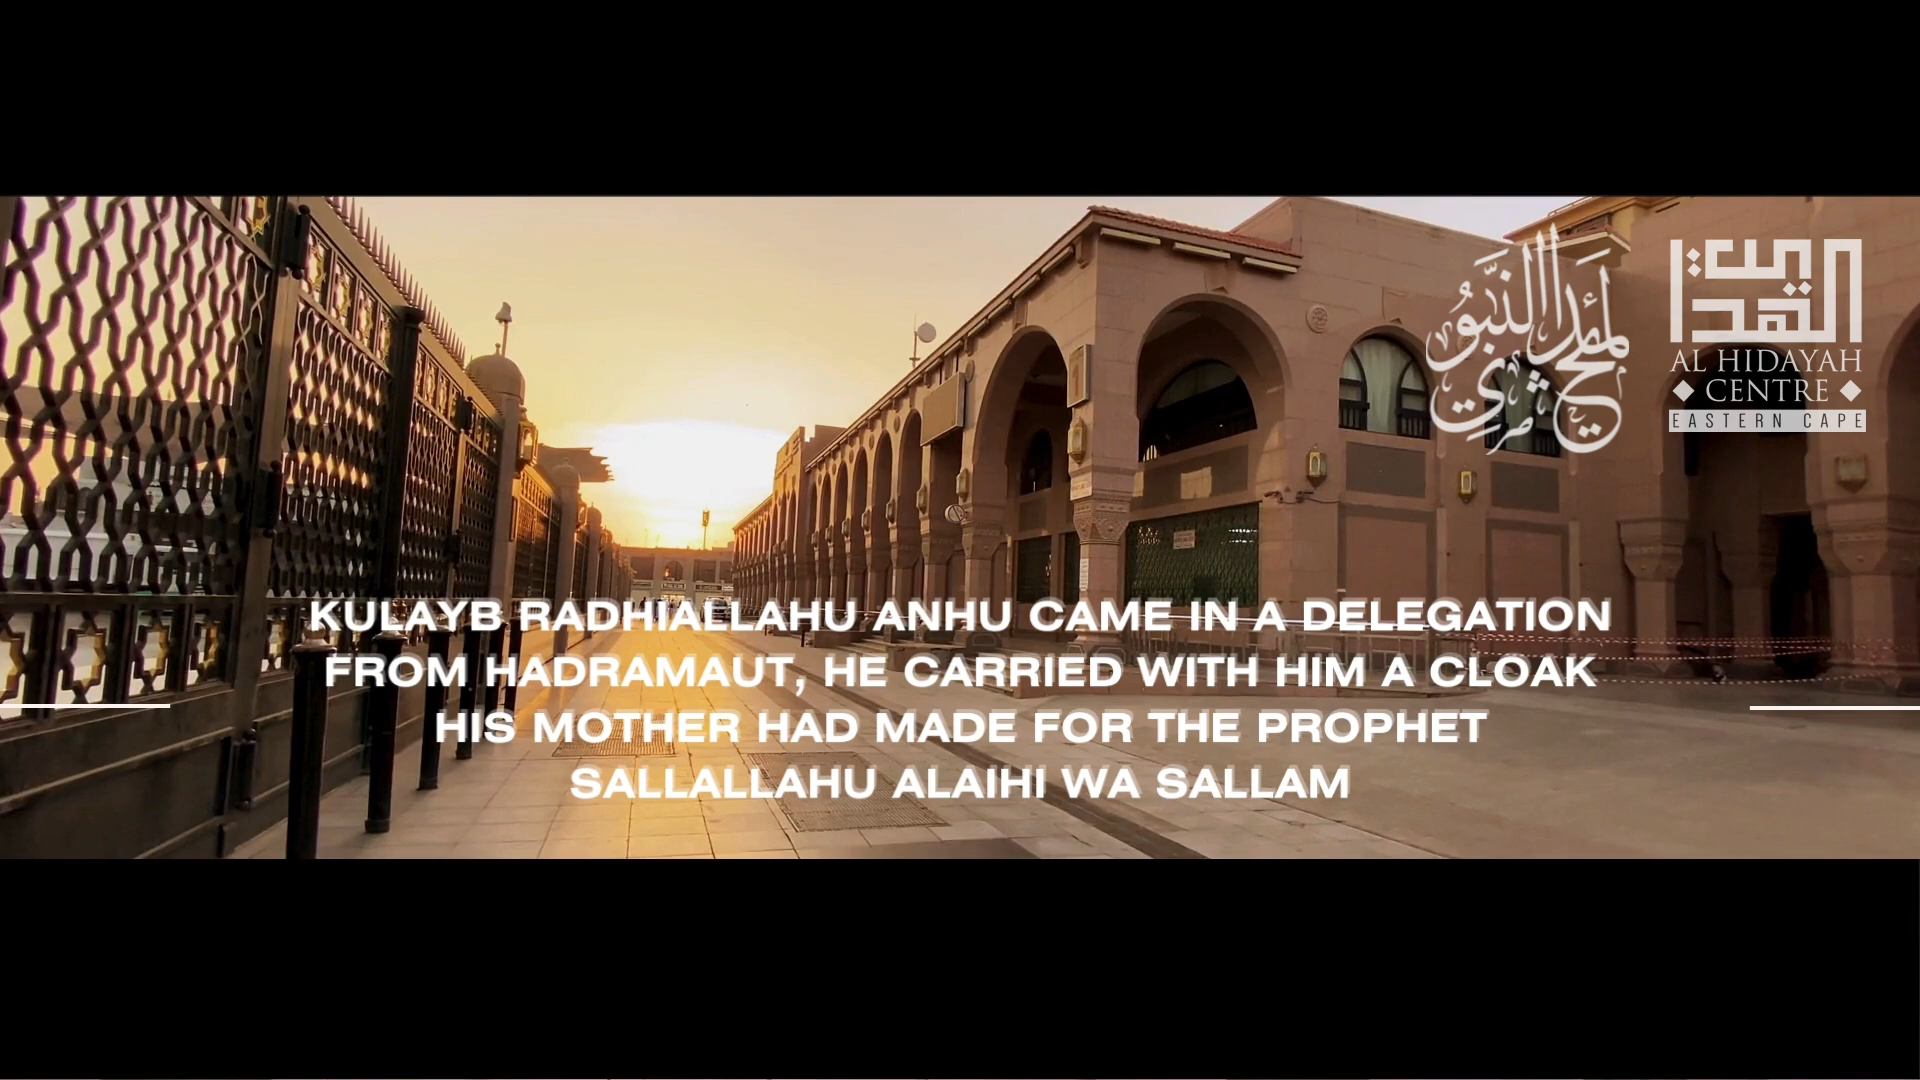 الهداية
AL HIDAYAH
CENTRE
EASTERN CAPE
KULAYB RADHIALLAHU ANHU CAME IN A DELEGATION
FROM HADRAMAUT, HE CARRIED WITH HIM A CLOAK
HIS MOTHER HAD MADE FOR THE PROPHET
SALLALLAHU ALAIHI WA SALLAM